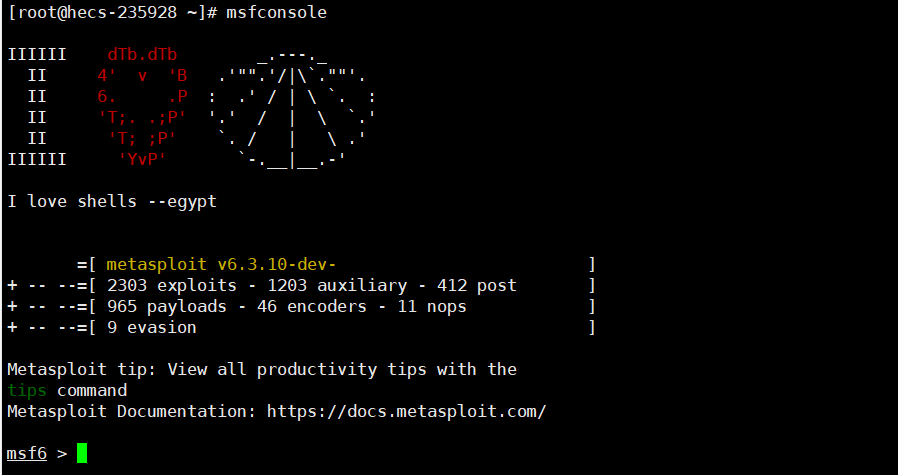 [root@hecs-235928 ~]# msfconsole
IIIIII    dTb.dTb        _.---._
  II     4'  v  'B   .'"".'/|\`.""'.
  II     6.     .P  :  .' / | \ `.  :
  II     'T;. .;P'  '.'  /  |  \  `.'
  II      'T; ;P'    `. /   |   \ .'
IIIIII     'YvP'       `-.__|__.-'
I love shells --egypt
       =[ metasploit v6.3.10-dev-                         ]
+ -- --=[ 2303 exploits - 1203 auxiliary - 412 post       ]
+ -- --=[ 965 payloads - 46 encoders - 11 nops            ]
+ -- --=[ 9 evasion                                       ]
Metasploit tip: View all productivity tips with the
tips command
Metasploit Documentation: https://docs.metasploit.com/
msf6 >